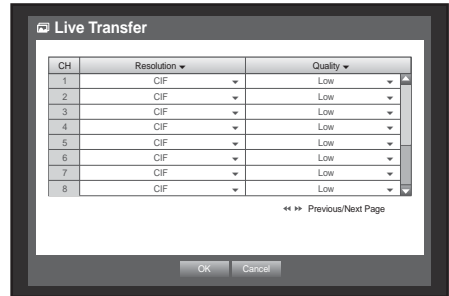 Live Transfer
CH Resolution Quality
1 CIF Low
2 CIF Low
3 CIF Low
4 CIF Low
5 CIF Low
6 CIF Low
7 CIF Low
8 CIF Low
Previous/Next Page
OK Cancel